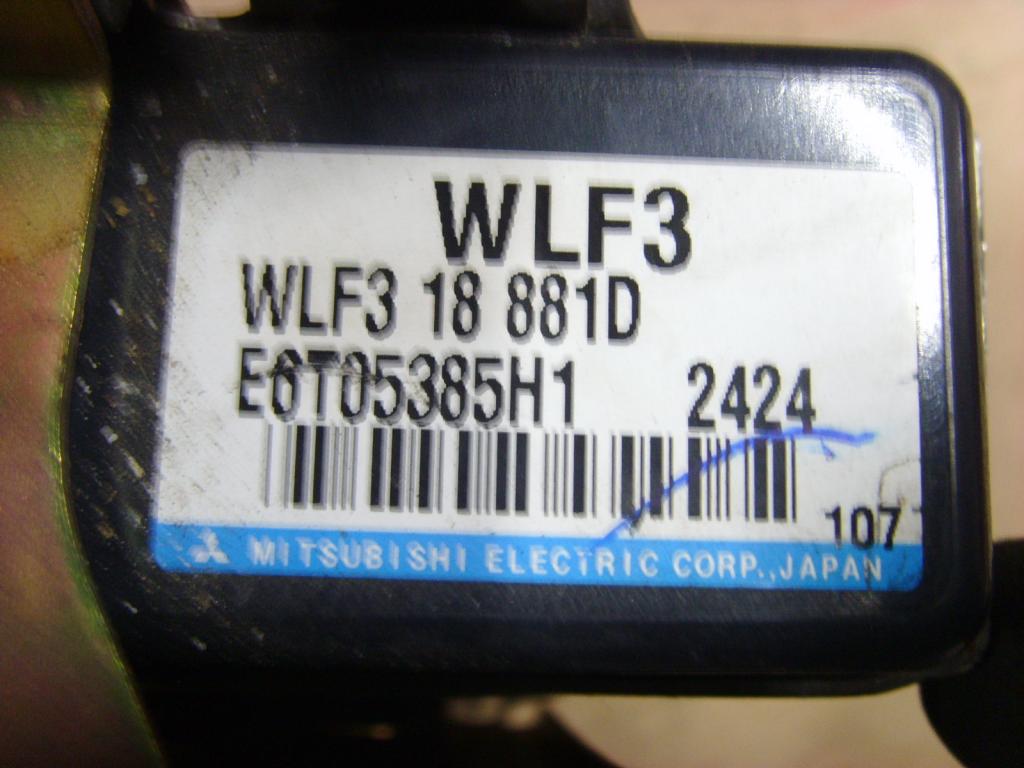 WLF3
WLF3 18 881D
E6T05385H1 2424
107
MITSUBISHI ELECTRIC CORP.,JAPAN